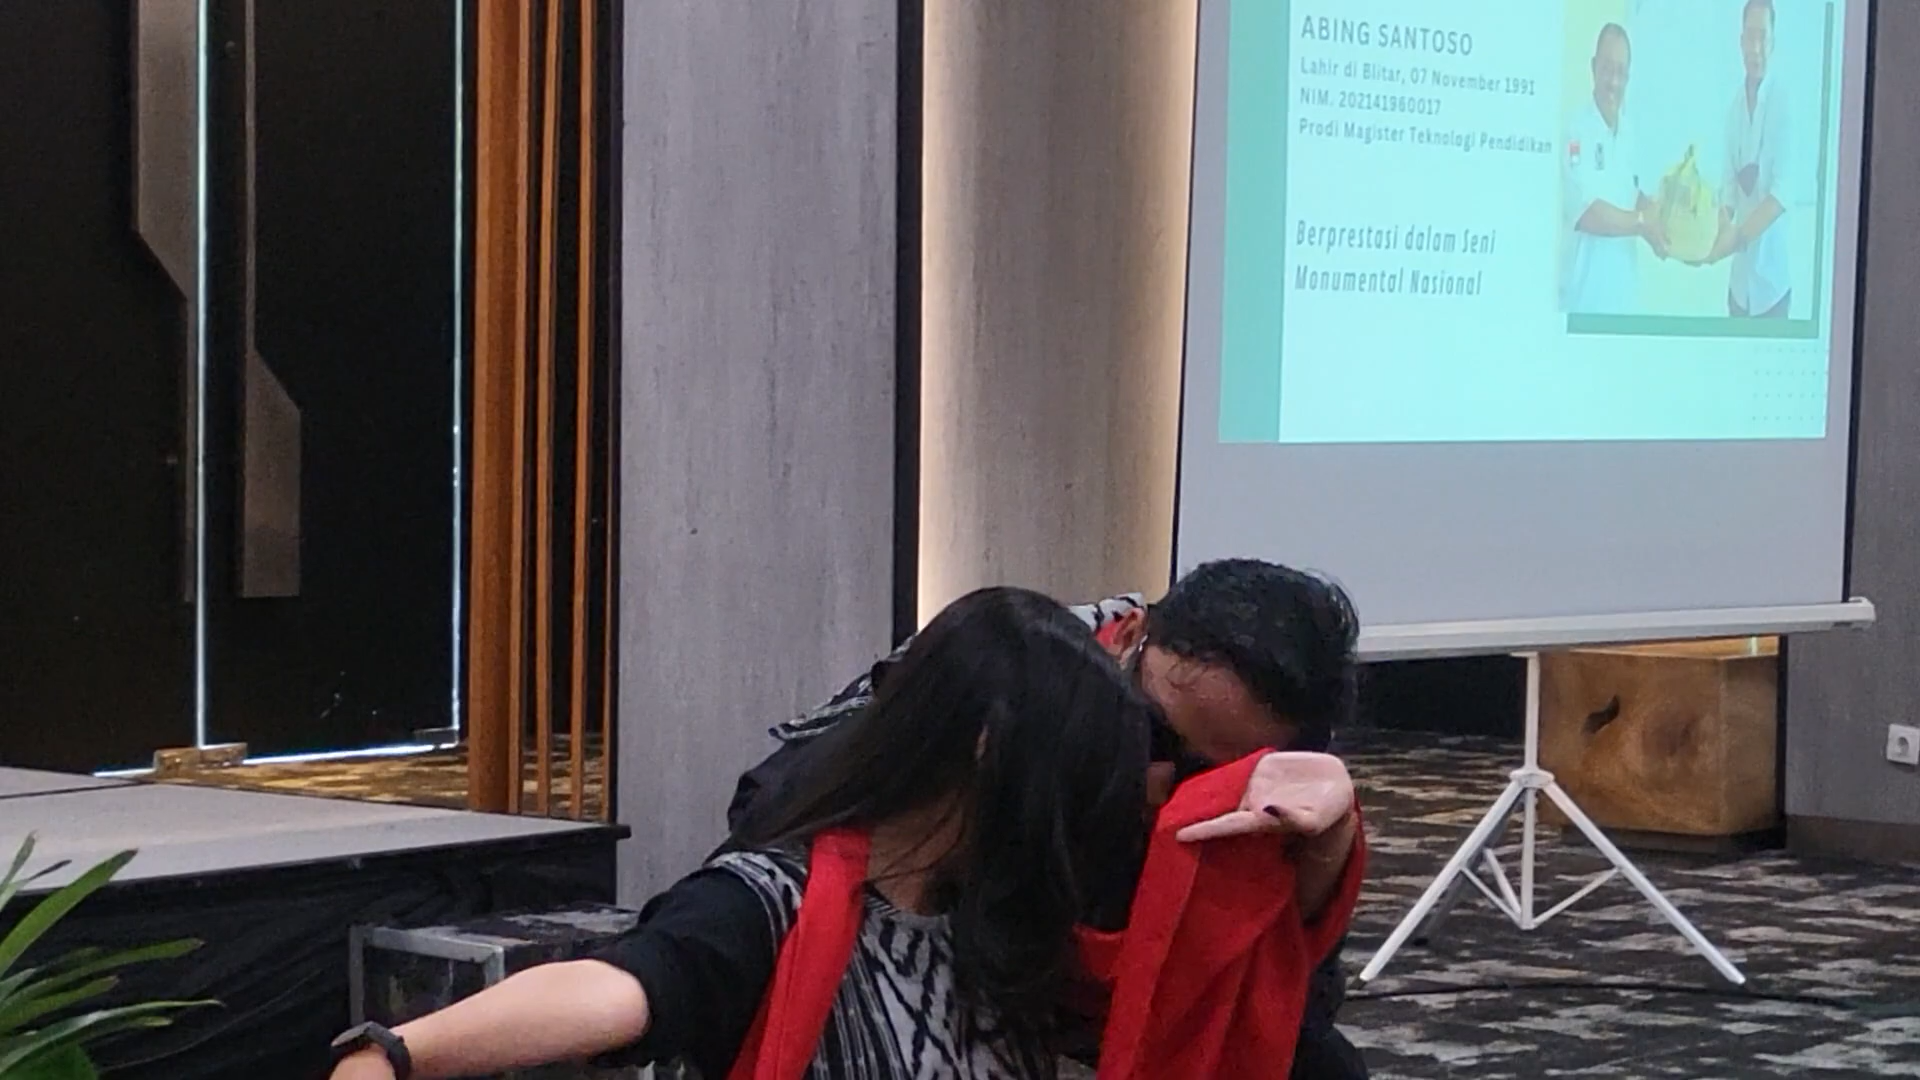 ABING SANTOSO
Lahir di Blitar, 07 November 1991
NIM. 202141960017
Prodi Magister Teknologi Pendidikan
Berprestasi dalam Seni
Monumental Nasional